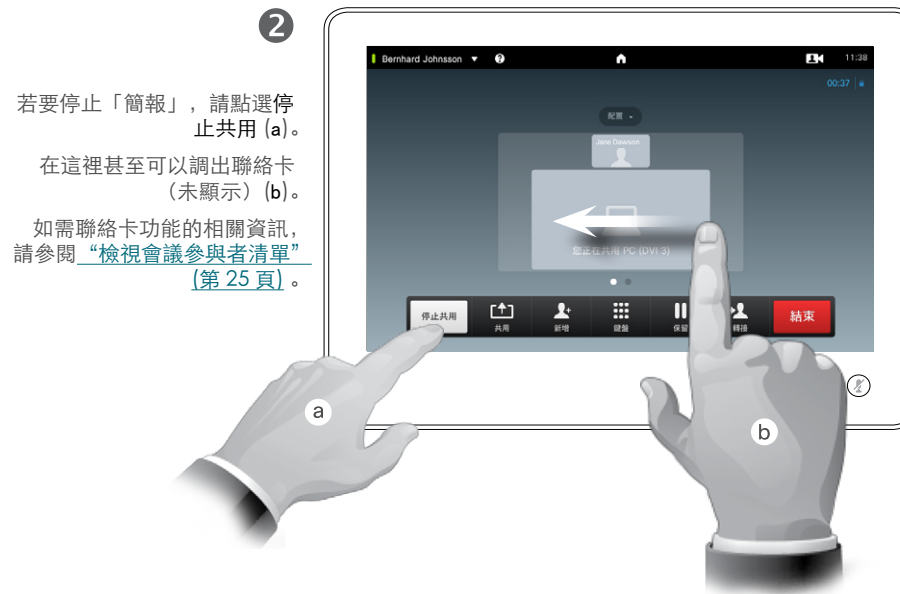 2
若要停止「簡報」，請點選停
止共用 (a)。
在這裡甚至可以調出聯絡卡
（未顯示）(b)。
如需聯絡卡功能的相關資訊，
請參閱 “檢視會議參與者清單”
(第 25 頁) 。
Bernhard Johnsson ▼ ?
11:38
00:37
配置
Jane Dawson
您正在共用 PC (DVI 3)
停止共用
共用
新增
鍵盤
保留
轉接
結束
a
b